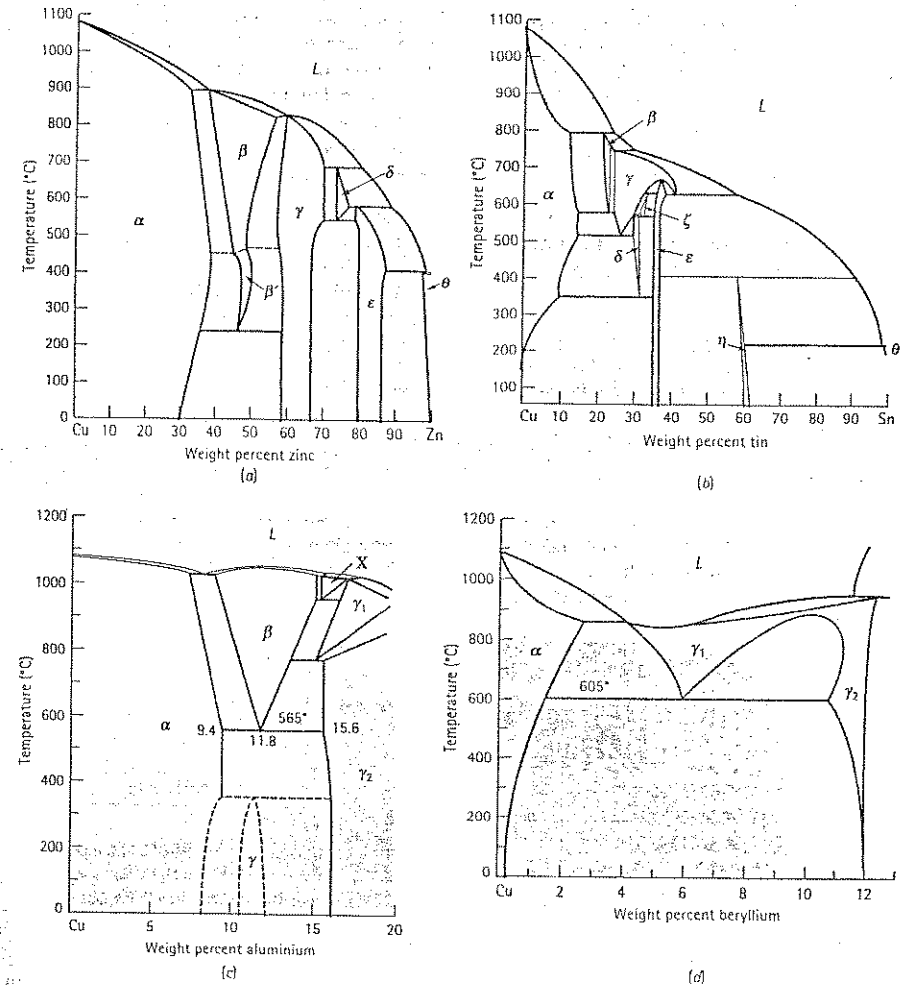 1100
1000
900
800
700
600
500
400
300
200
100
0
Temperature (°C)
L
α
β
β′
γ
δ
ε
θ
Cu 10 20 30 40 50 60 70 80 90 Zn
Weight percent zinc
(a)
1100
1000
900
800
700
600
500
400
300
200
100
Temperature (°C)
L
β
γ
α
ζ
δ
ε
η
θ
Cu 10 20 30 40 50 60 70 80 90 Sn
Weight percent tin
(b)
1200
1000
800
600
400
200
0
Temperature (°C)
L
X
γ₁
β
565°
α
9.4
11.8
15.6
γ₂
γ
Cu 5 10 15 20
Weight percent aluminium
(c)
1200
1000
800
600
400
200
0
Temperature (°C)
L
α
γ₁
605°
γ₂
Cu 2 4 6 8 10 12
Weight percent beryllium
(d)